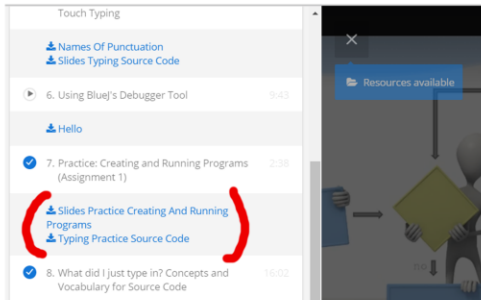 Touch Typing
Names Of Punctuation
Slides Typing Source Code
6. Using BlueJ's Debugger Tool 9:43
Hello
7. Practice: Creating and Running Programs 2:38
(Assignment 1)
Slides Practice Creating And Running
Programs
Typing Practice Source Code
8. What did I just type in? Concepts and 16:02
Vocabulary for Source Code
Resources available
no